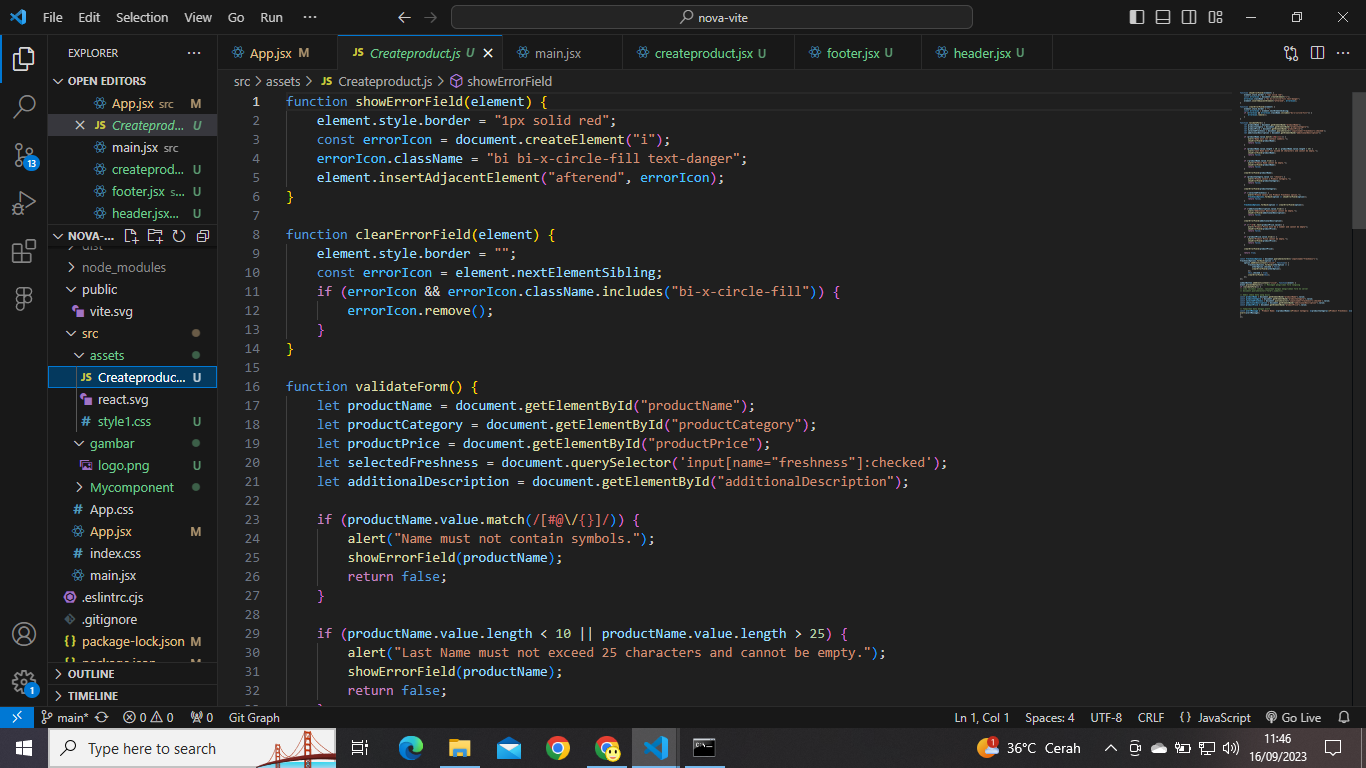 File Edit Selection View Go Run ··· nova-vite
EXPLORER ···
OPEN EDITORS
App.jsx src M
Createprod... U
main.jsx src
createprod... U
footer.jsx s... U
header.jsx... U
NOVA-...
dist
node_modules
public
vite.svg
src
assets
JS Createproduc... U
react.svg
# style1.css U
gambar
logo.png U
Mycomponent
# App.css
App.jsx M
# index.css
main.jsx
.eslintrc.cjs
.gitignore
{} package-lock.json M
OUTLINE
TIMELINE
App.jsx M JS Createproduct.js U main.jsx createproduct.jsx U footer.jsx U header.jsx U ···
src > assets > JS Createproduct.js > showErrorField
1 function showErrorField(element) {
2 element.style.border = "1px solid red";
3 const errorIcon = document.createElement("i");
4 errorIcon.className = "bi bi-x-circle-fill text-danger";
5 element.insertAdjacentElement("afterend", errorIcon);
6 }
7
8 function clearErrorField(element) {
9 element.style.border = "";
10 const errorIcon = element.nextElementSibling;
11 if (errorIcon && errorIcon.className.includes("bi-x-circle-fill")) {
12 errorIcon.remove();
13 }
14 }
15
16 function validateForm() {
17 let productName = document.getElementById("productName");
18 let productCategory = document.getElementById("productCategory");
19 let productPrice = document.getElementById("productPrice");
20 let selectedFreshness = document.querySelector('input[name="freshness"]:checked');
21 let additionalDescription = document.getElementById("additionalDescription");
22
23 if (productName.value.match(/[#@\/{}]/)) {
24 alert("Name must not contain symbols.");
25 showErrorField(productName);
26 return false;
27 }
28
29 if (productName.value.length < 10 || productName.value.length > 25) {
30 alert("Last Name must not exceed 25 characters and cannot be empty.");
31 showErrorField(productName);
32 return false;
13
1
main* 0 0 0 Git Graph Ln 1, Col 1 Spaces: 4 UTF-8 CRLF {} JavaScript Go Live
Type here to search 1 36°C Cerah 11:46
16/09/2023